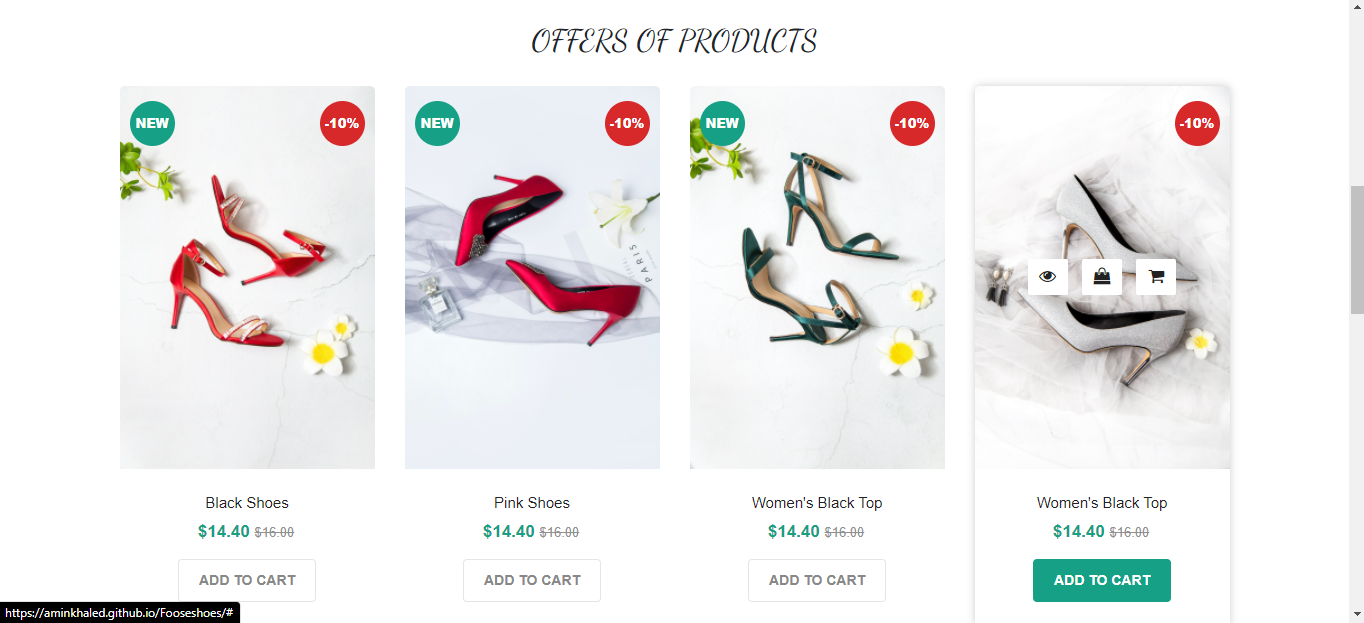 OFFERS OF PRODUCTS
NEW
-10%
NEW
-10%
NEW
-10%
-10%
PARIS
Black Shoes
Pink Shoes
Women's Black Top
Women's Black Top
$14.40 $16.00
$14.40 $16.00
$14.40 $16.00
$14.40 $16.00
ADD TO CART
ADD TO CART
ADD TO CART
ADD TO CART
https://aminkhaled.github.io/Fooseshoes/#